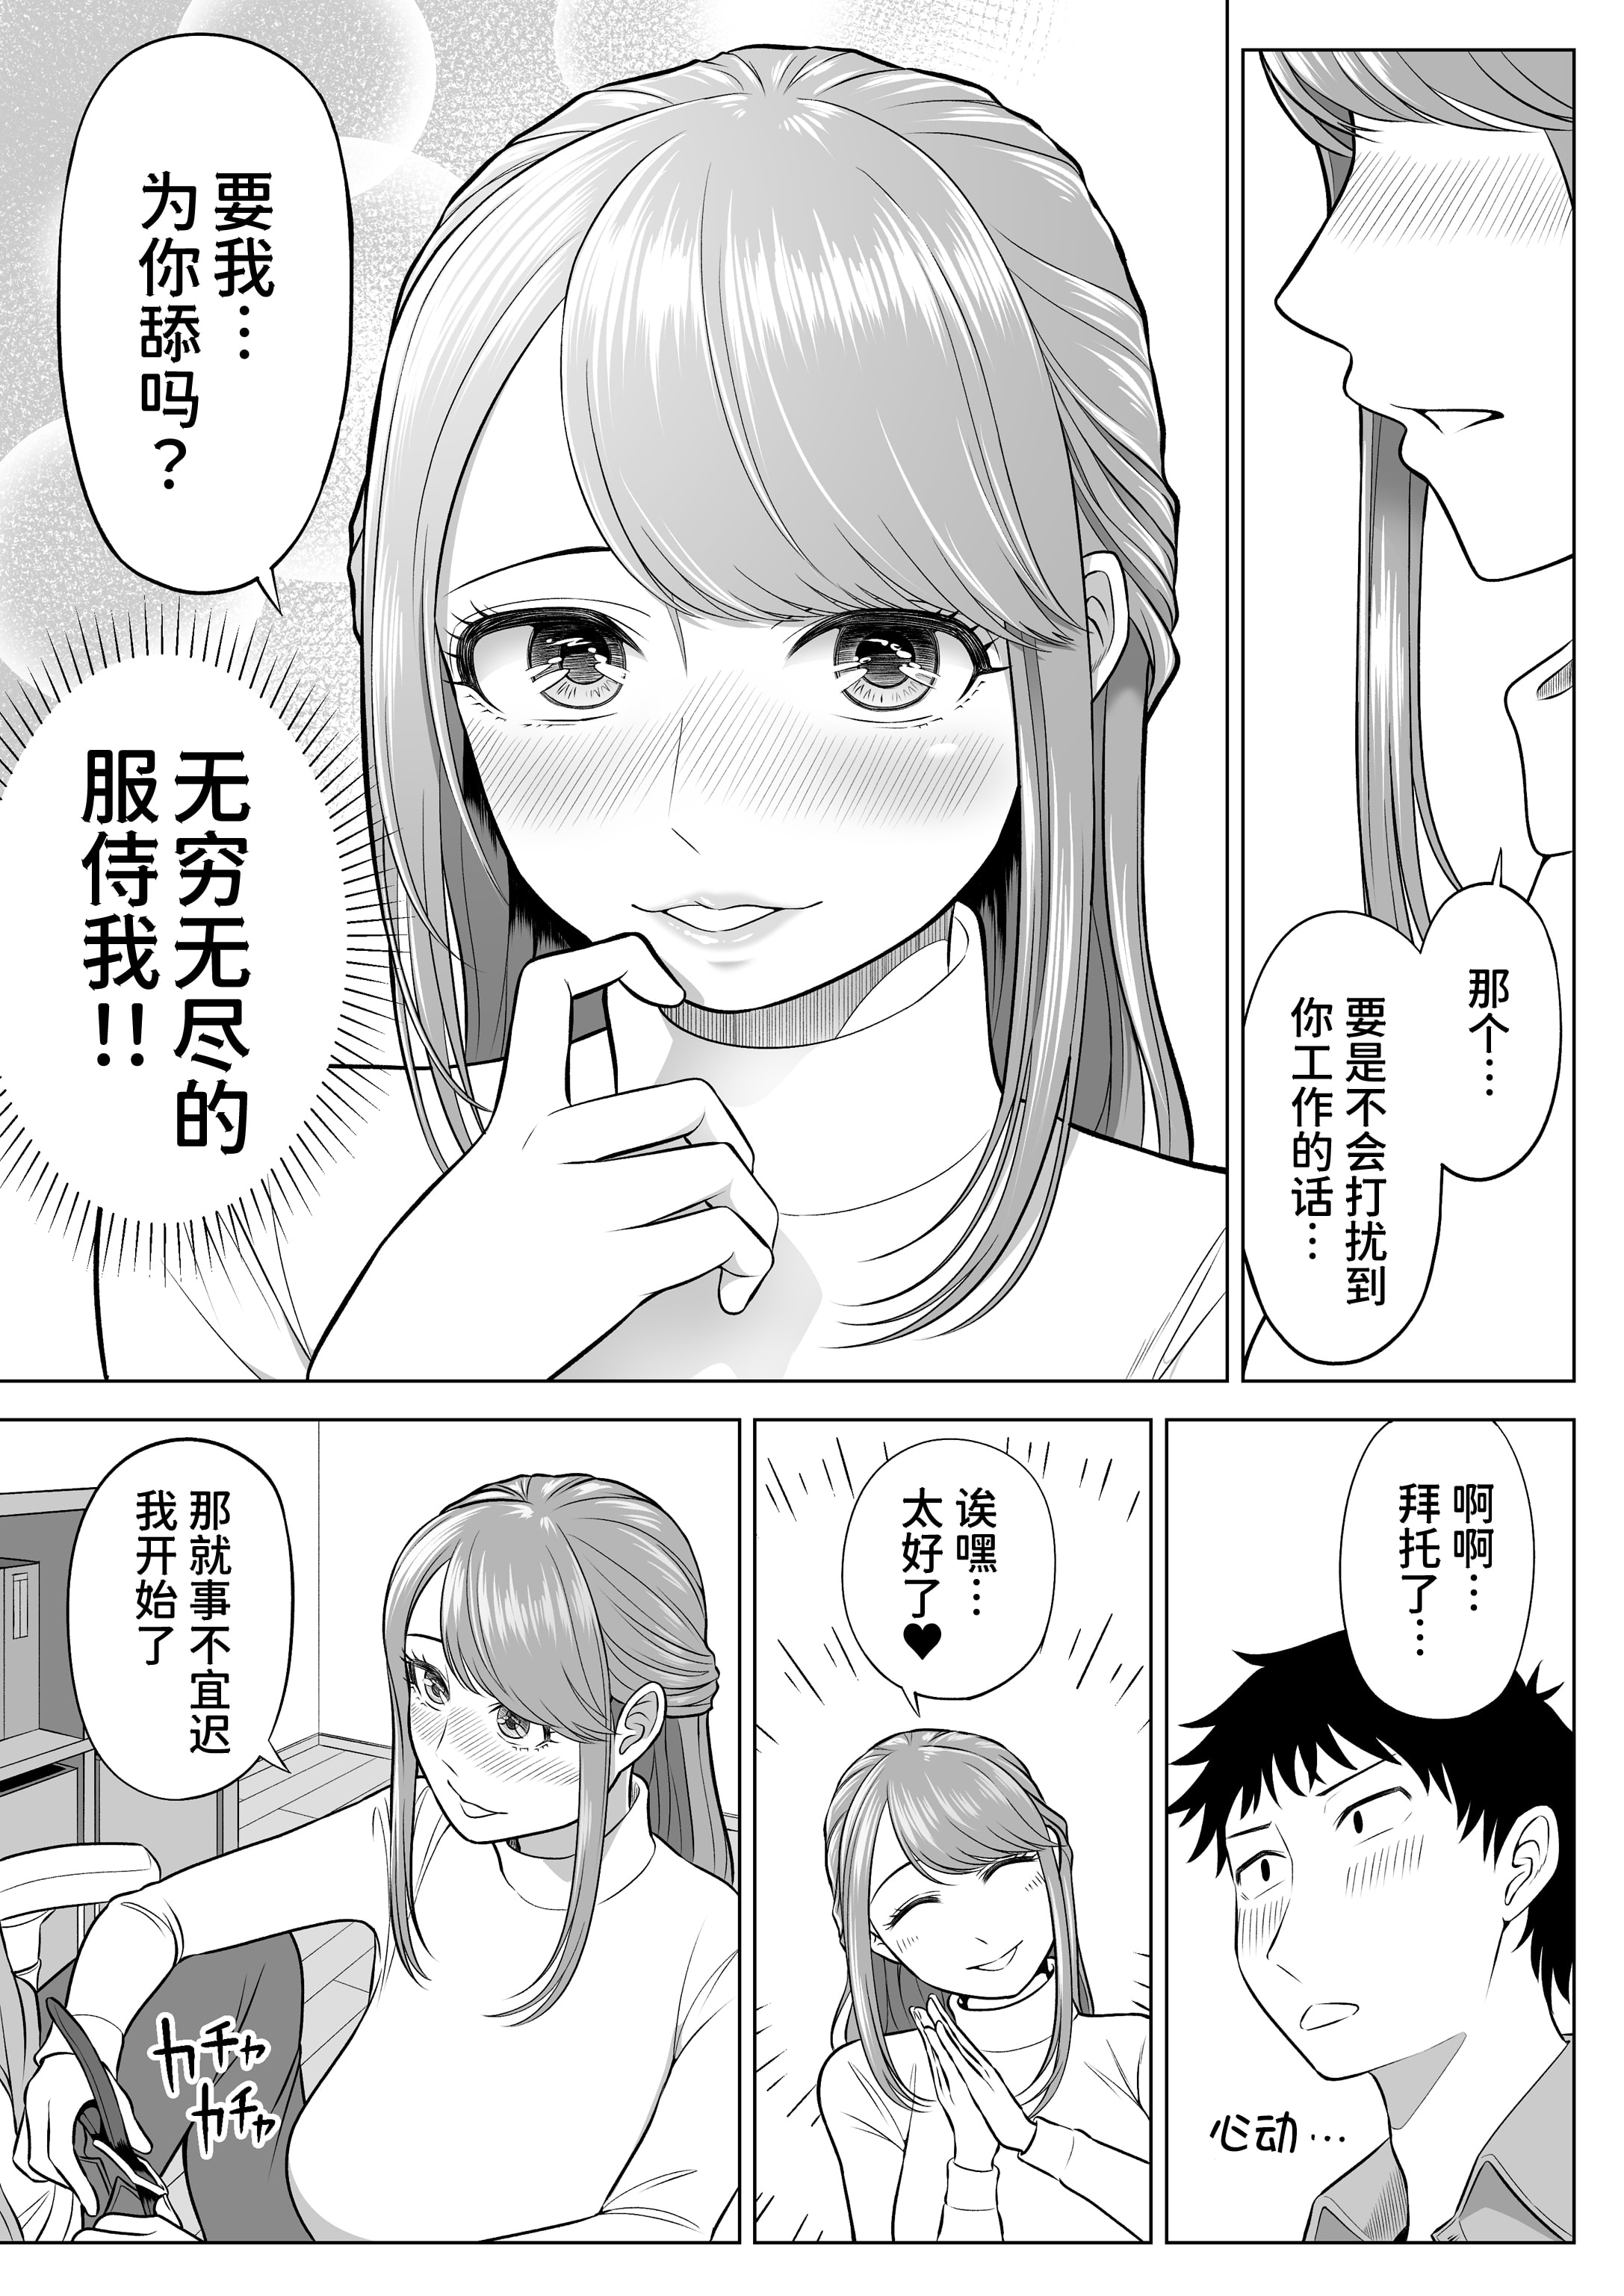 那个…
要是不会打扰到
你工作的话…
要我…
为你舔吗？
无穷无尽的
服侍我!!
啊啊…
拜托了…
心动…
诶嘿…
太好了♥
那就事不宜迟
我开始了
カチャ
カチャ